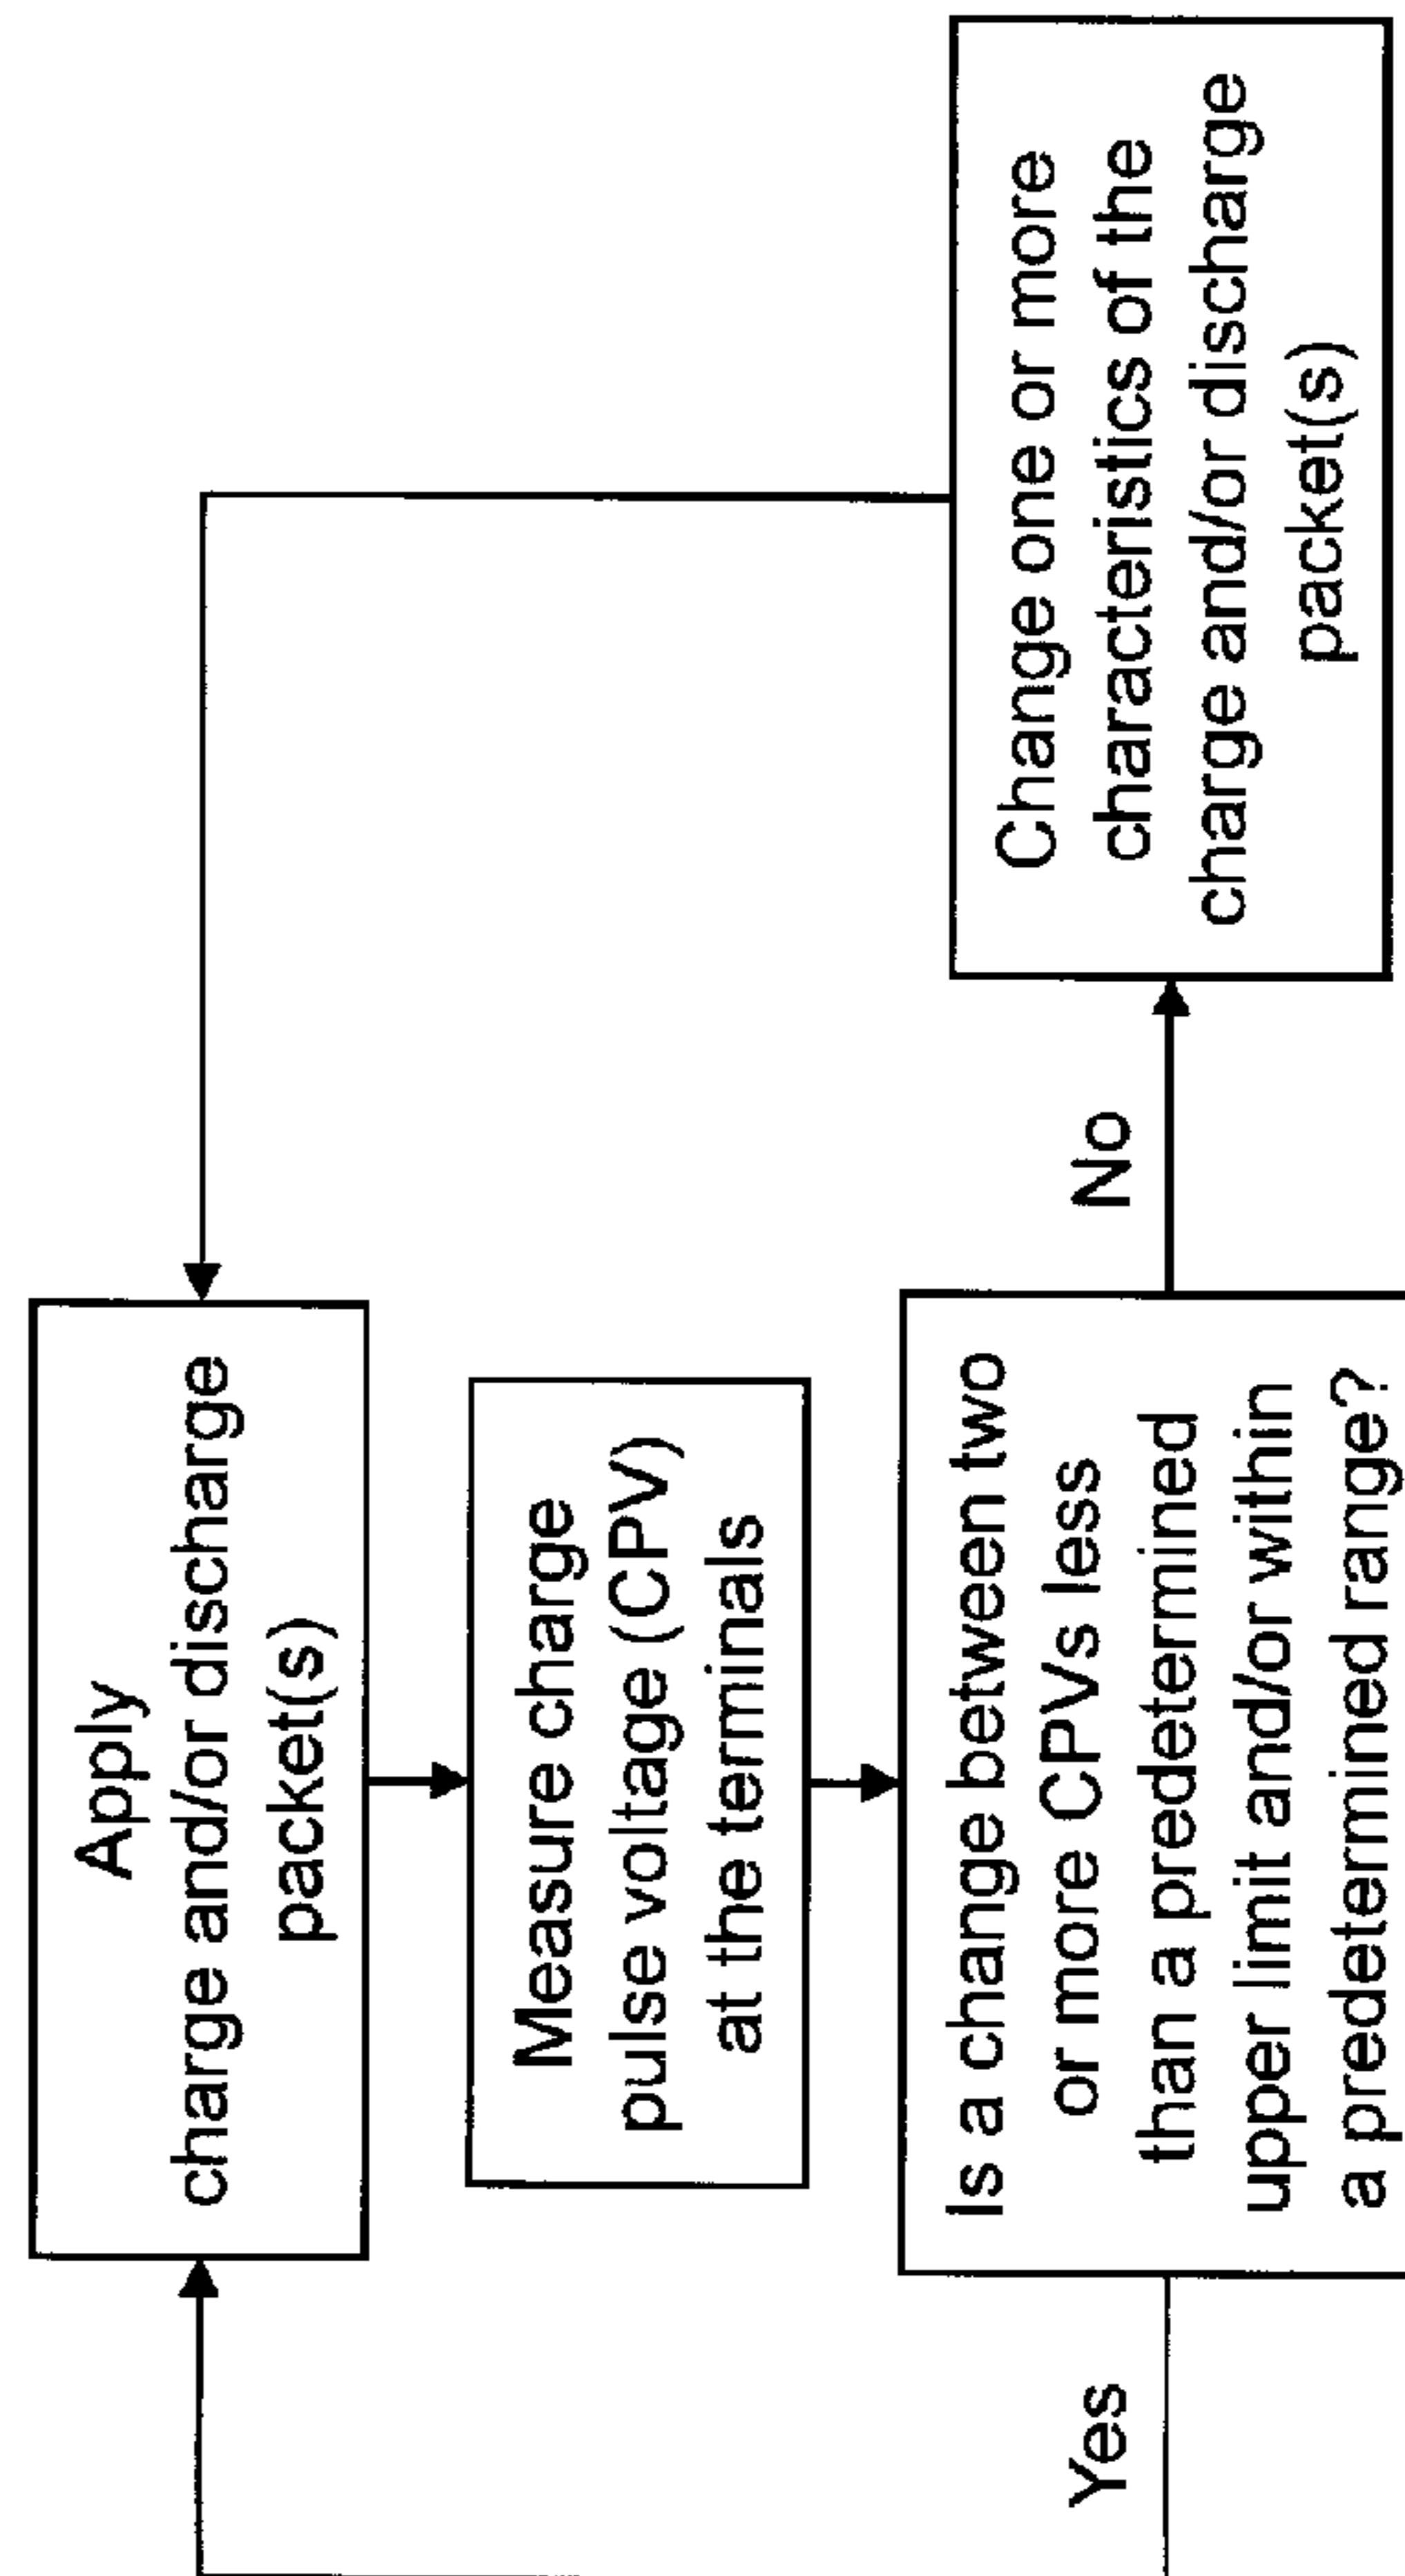 Apply
charge and/or discharge
packet(s)
Measure charge
pulse voltage (CPV)
at the terminals
Is a change between two
or more CPVs less
than a predetermined
upper limit and/or within
a predetermined range?
Yes
No
Change one or more
characteristics of the
charge and/or discharge
packet(s)